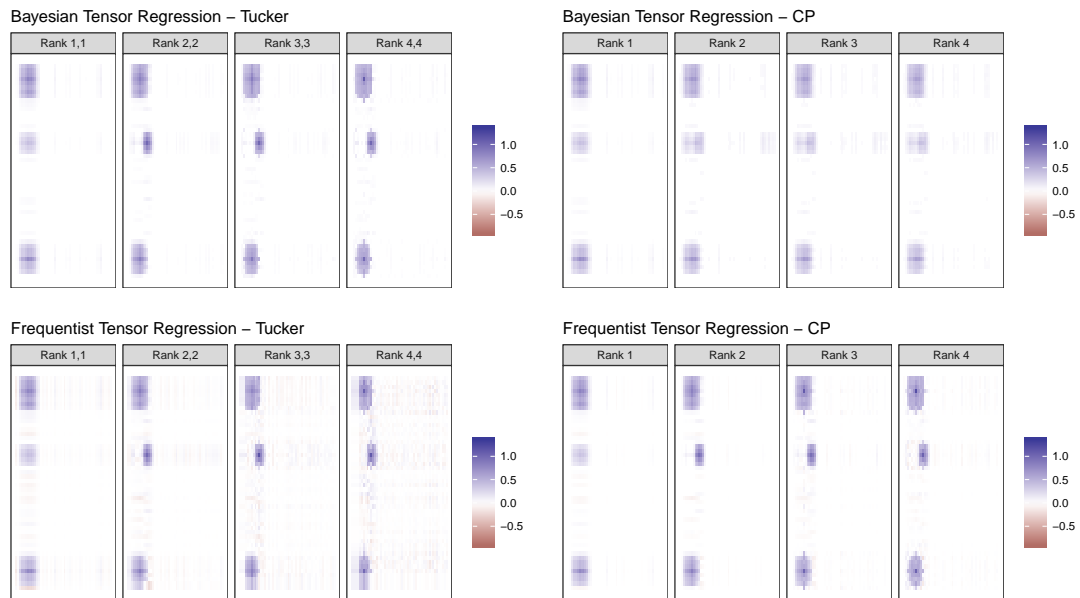 Bayesian Tensor Regression – Tucker
Rank 1,1 Rank 2,2 Rank 3,3 Rank 4,4
1.0
0.5
0.0
−0.5
Bayesian Tensor Regression – CP
Rank 1 Rank 2 Rank 3 Rank 4
1.0
0.5
0.0
−0.5
Frequentist Tensor Regression – Tucker
Rank 1,1 Rank 2,2 Rank 3,3 Rank 4,4
1.0
0.5
0.0
−0.5
Frequentist Tensor Regression – CP
Rank 1 Rank 2 Rank 3 Rank 4
1.0
0.5
0.0
−0.5